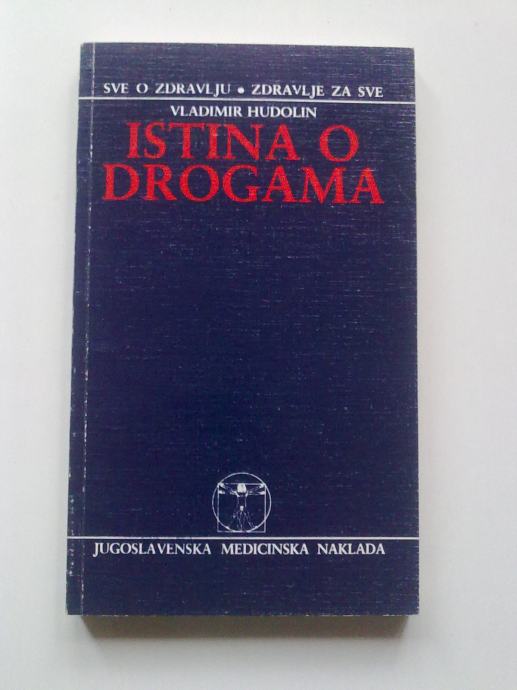 SVE O ZDRAVLJU • ZDRAVLJE ZA SVE
VLADIMIR HUDOLIN
ISTINA O
DROGAMA
JUGOSLAVENSKA MEDICINSKA NAKLADA